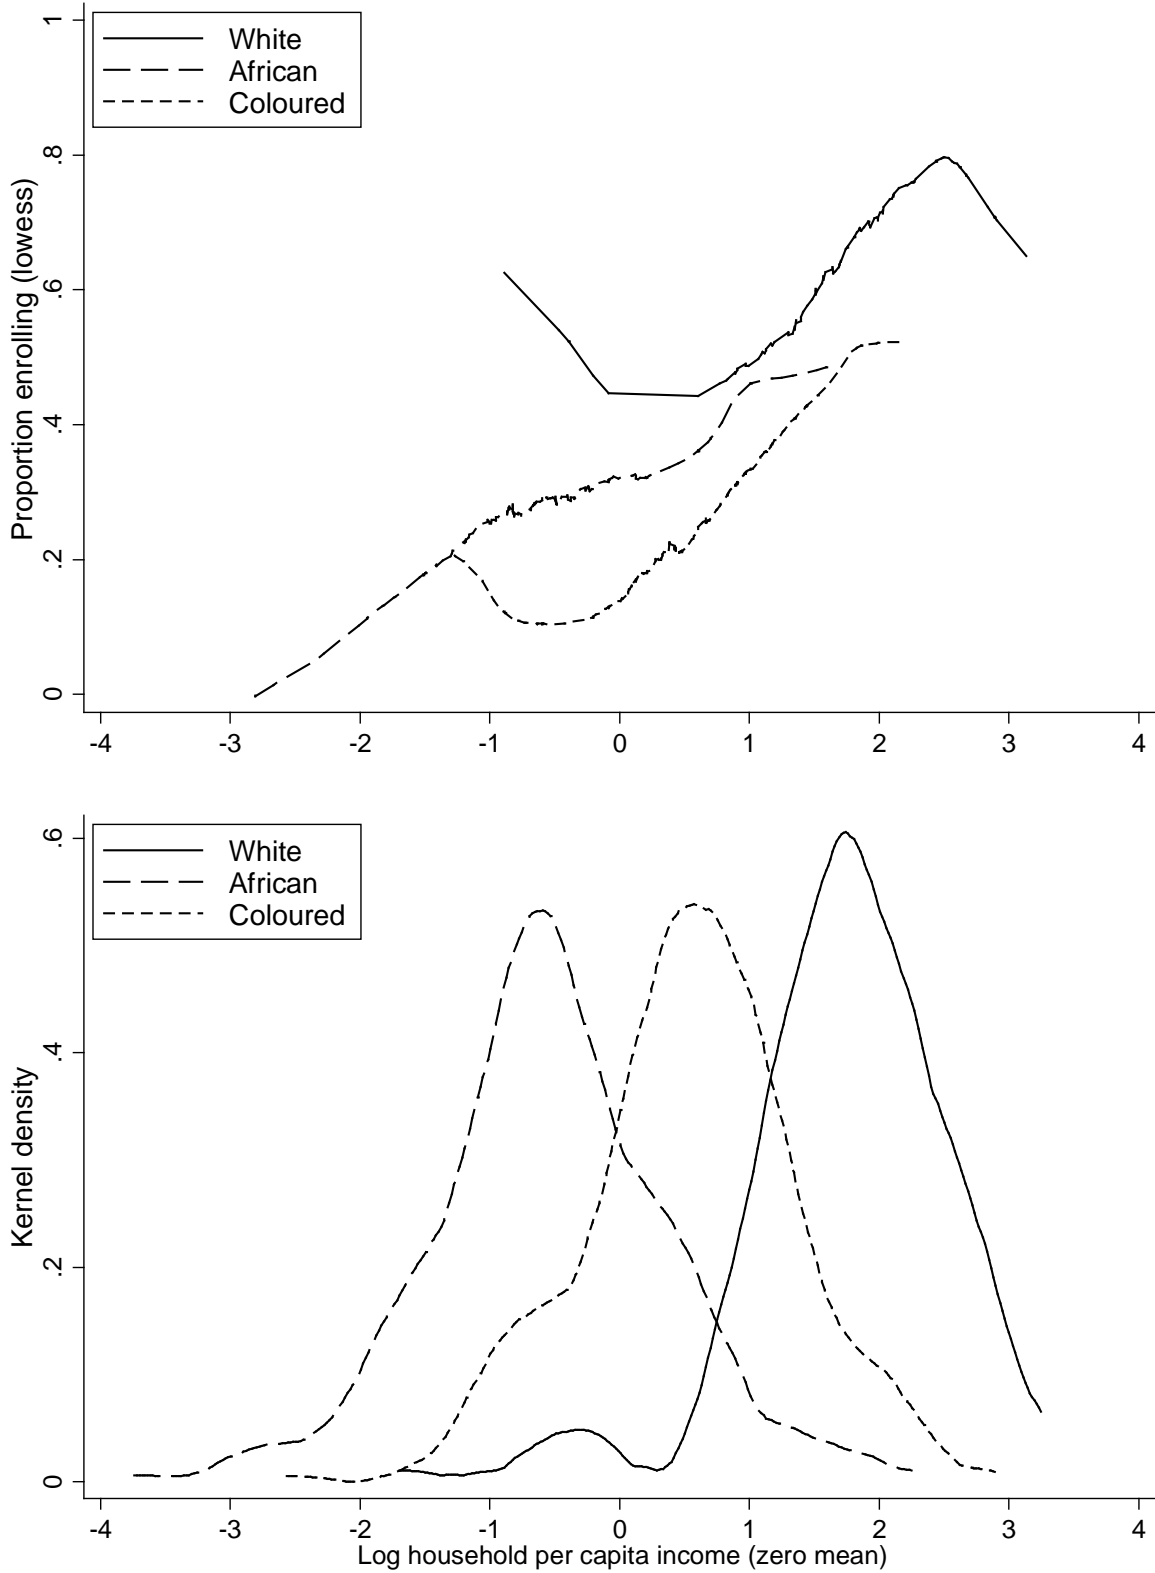 White
African
Coloured
Proportion enrolling (lowess)
1
.8
.6
.4
.2
0
-4 -3 -2 -1 0 1 2 3 4
White
African
Coloured
Kernel density
.6
.4
.2
0
-4 -3 -2 -1 0 1 2 3 4
Log household per capita income (zero mean)